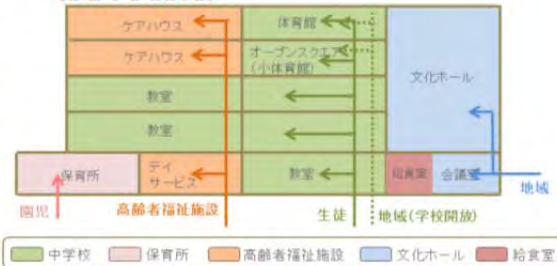 ケアハウス
体育館
ケアハウス
オープンスクエア
(小体育館)
文化ホール
教室
教室
保育所
デイ
サービス
教室
給食室
会議室
園児
高齢者福祉施設
生徒
地域(学校開放)
地域
中学校
保育所
高齢者福祉施設
文化ホール
給食室